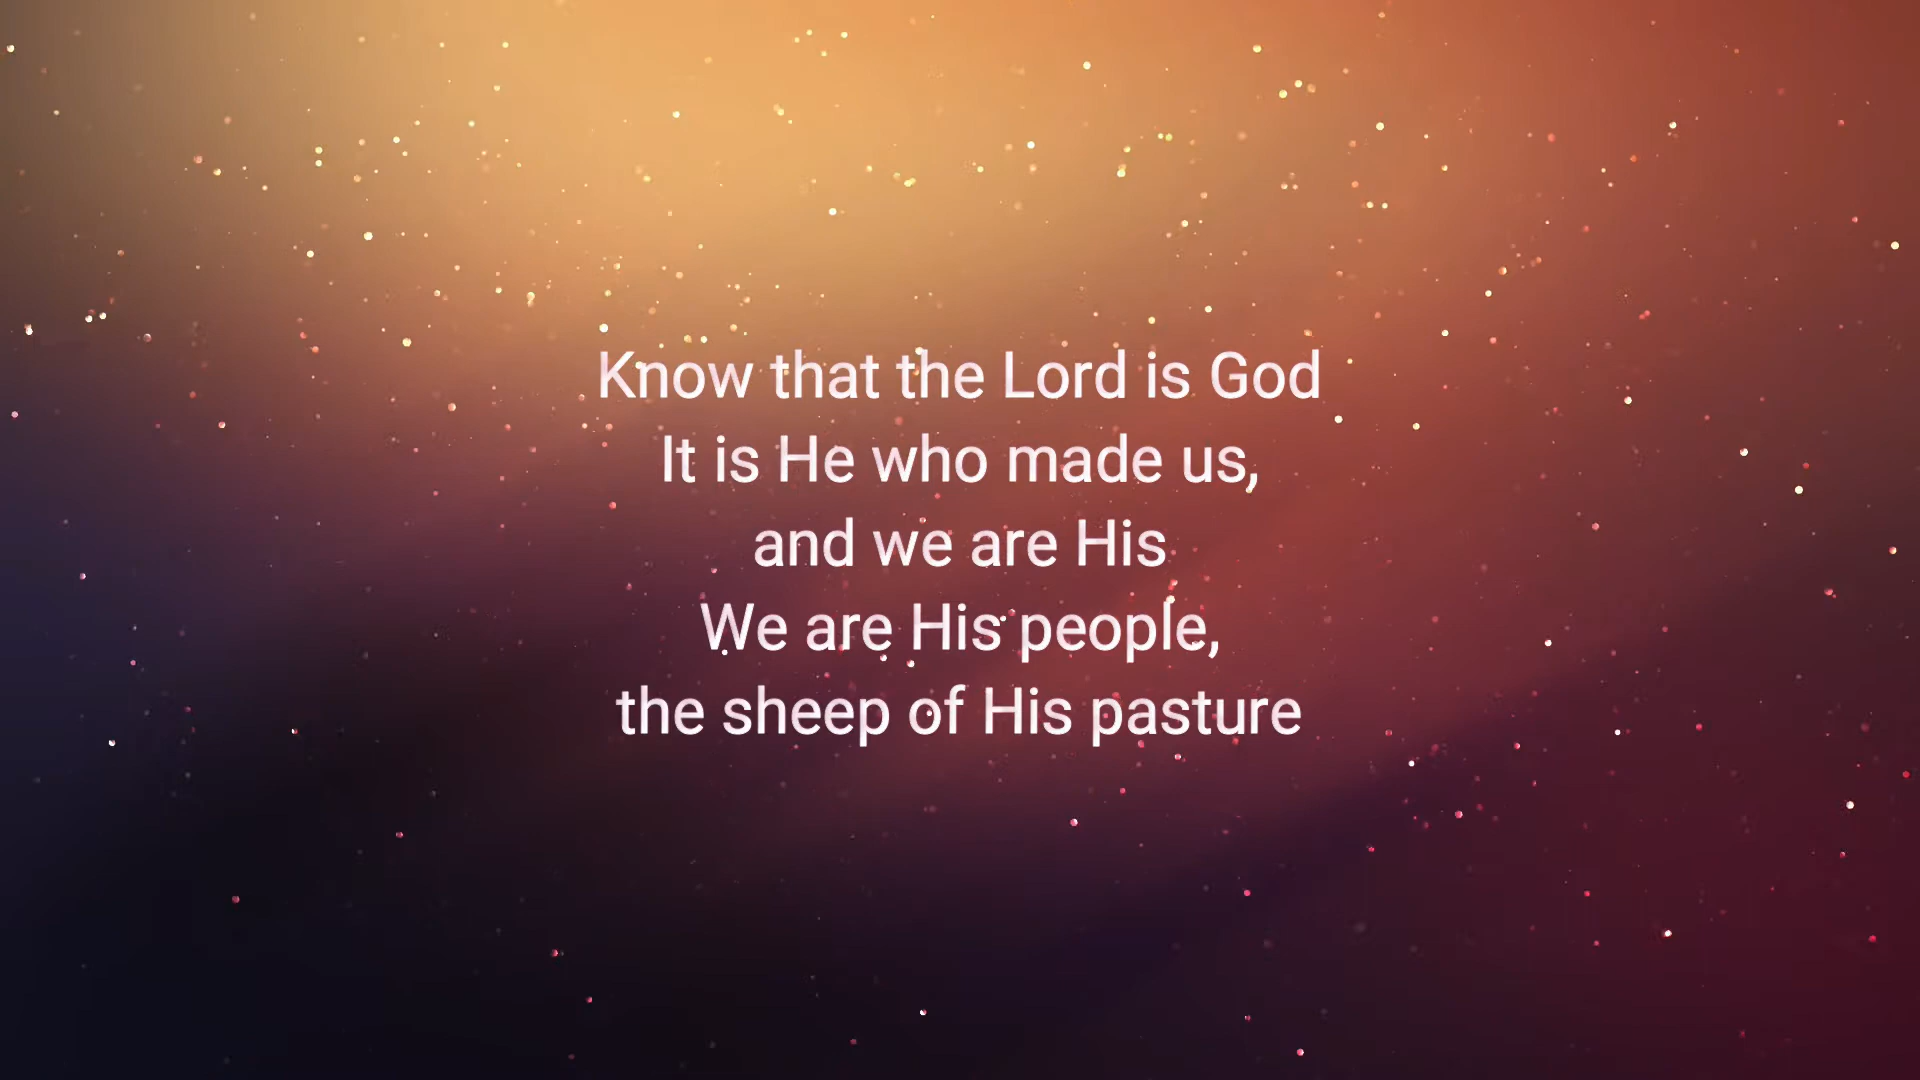 Know that the Lord is God
It is He who made us,
and we are His
We are His people,
the sheep of His pasture